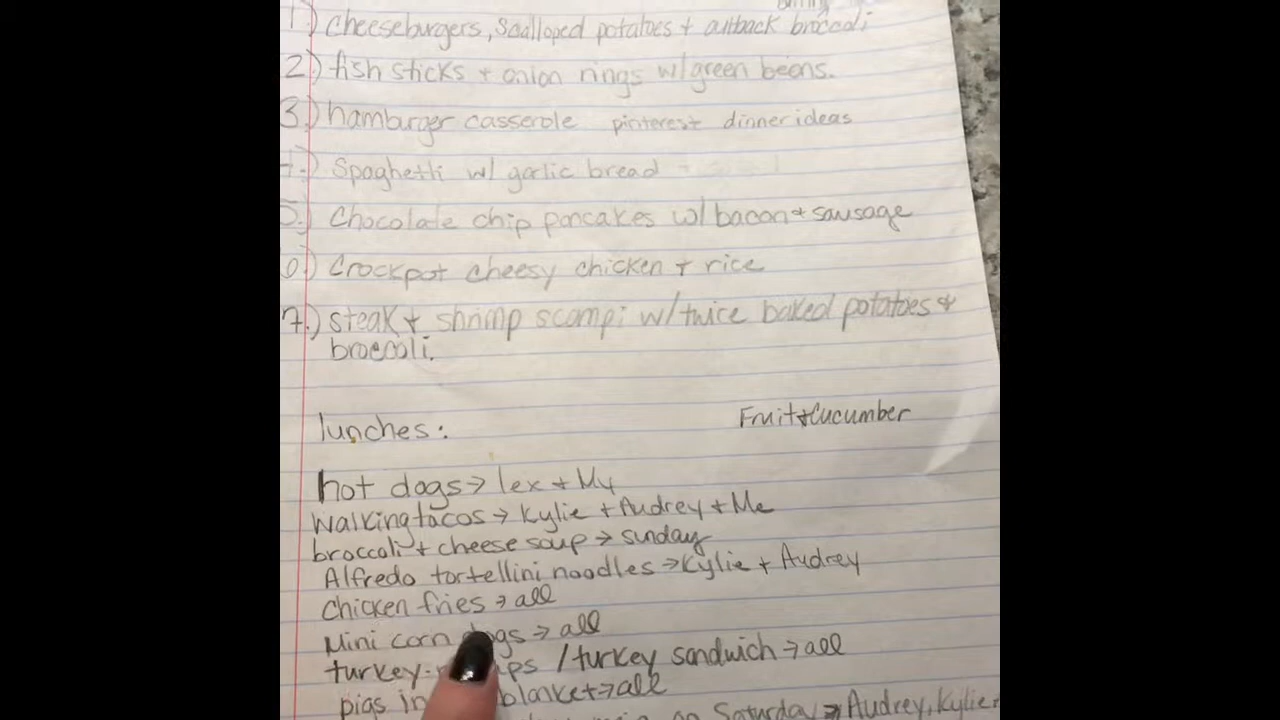 1.) Cheeseburgers, Scalloped potatoes + outback broccoli
2.) fish sticks + onion rings w/green beans.
3.) hamburger casserole pinterest dinner ideas
4.) Spaghetti w/ garlic bread
5.) Chocolate chip pancakes w/ bacon + sausage
6.) Crockpot cheesy chicken + rice
7.) steak + shrimp scampi w/twice baked potatoes +
broccoli.
Fruit + Cucumber
lunches:
hot dogs → lex + My
Walking tacos → Kylie + Audrey + Me
broccoli + cheese soup → sunday
Alfredo tortellini noodles → Kylie + Audrey
Chicken fries → all
Mini corn dogs → all
turkey /turkey sandwich → all
pigs in blanket → all
on Saturday → Audrey, Kylie